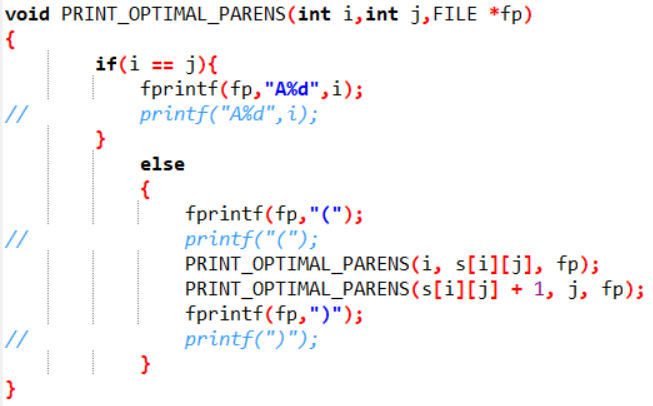 void PRINT_OPTIMAL_PARENS(int i,int j,FILE *fp)
{
        if(i == j){
            fprintf(fp,"A%d",i);
//          printf("A%d",i);
        }
            else
            {
                fprintf(fp,"(");
//              printf("(");
                PRINT_OPTIMAL_PARENS(i, s[i][j], fp);
                PRINT_OPTIMAL_PARENS(s[i][j] + 1, j, fp);
                fprintf(fp,")");
//              printf(")");
            }
}